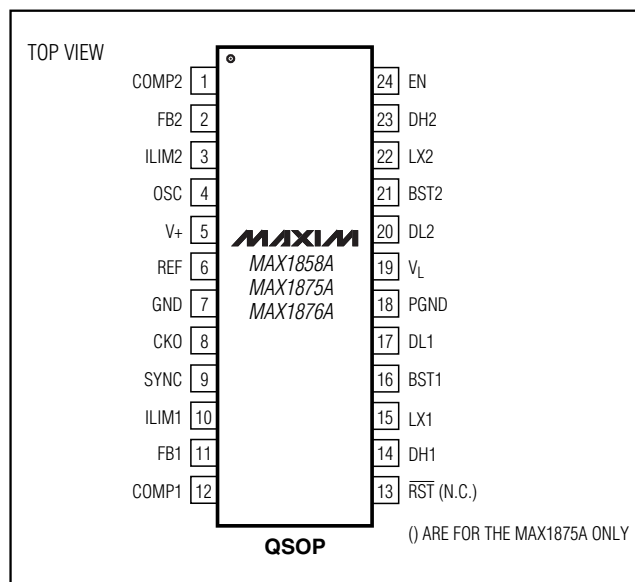 TOP VIEW
COMP2 1
FB2 2
ILIM2 3
OSC 4
V+ 5
REF 6
GND 7
CKO 8
SYNC 9
ILIM1 10
FB1 11
COMP1 12
MAXIM
MAX1858A
MAX1875A
MAX1876A
24 EN
23 DH2
22 LX2
21 BST2
20 DL2
19 VL
18 PGND
17 DL1
16 BST1
15 LX1
14 DH1
13 RST (N.C.)
QSOP
() ARE FOR THE MAX1875A ONLY